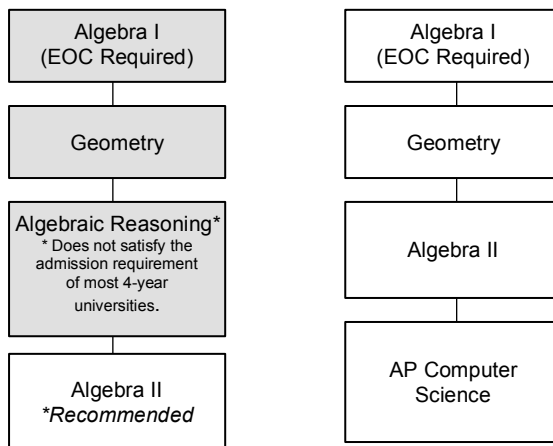 Algebra I
(EOC Required)
Geometry
Algebraic Reasoning*
* Does not satisfy the
admission requirement
of most 4-year
universities.
Algebra II
*Recommended
Algebra I
(EOC Required)
Geometry
Algebra II
AP Computer
Science